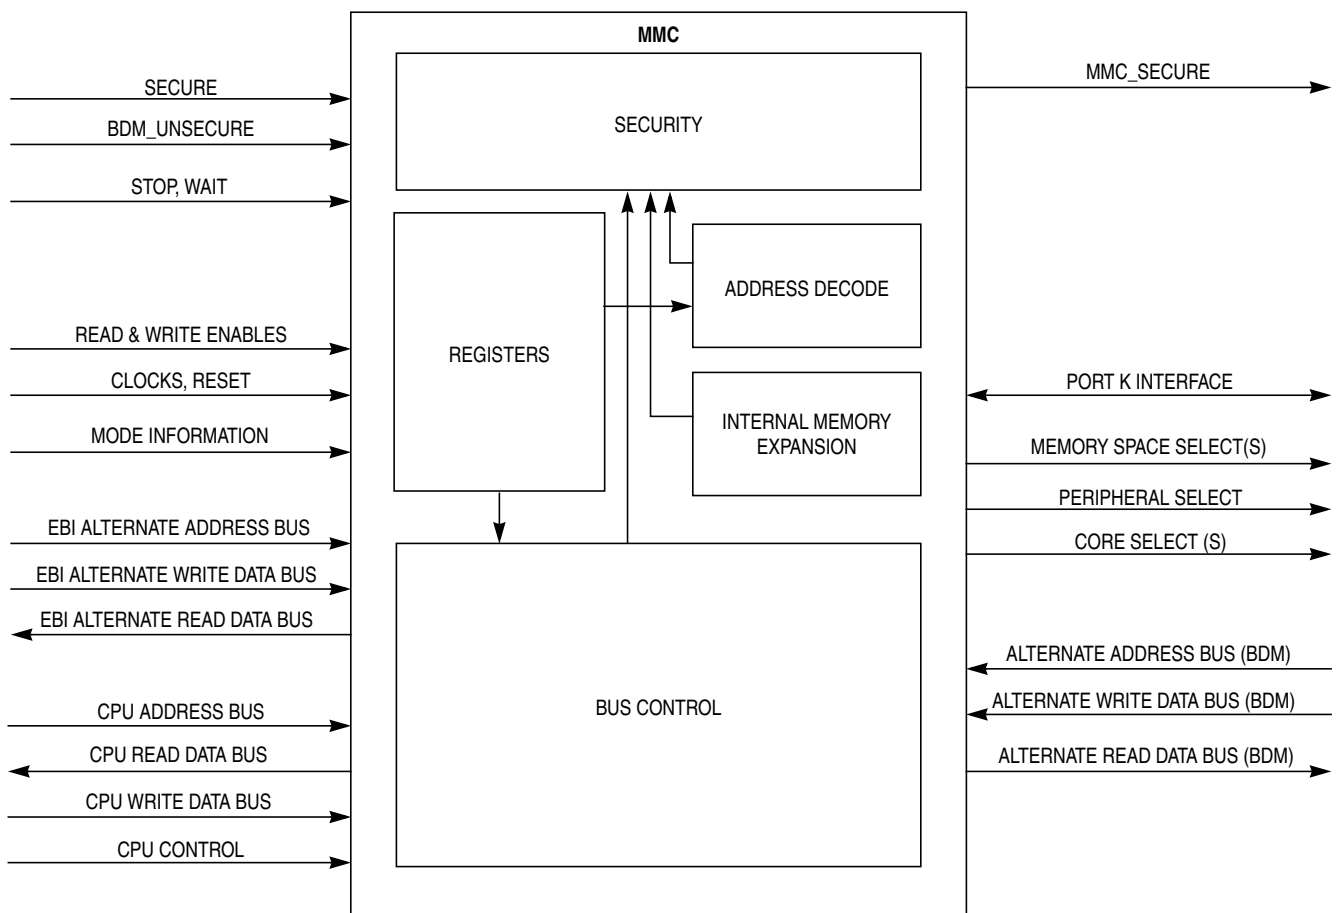 MMC
SECURE
BDM_UNSECURE
STOP, WAIT
READ & WRITE ENABLES
CLOCKS, RESET
MODE INFORMATION
EBI ALTERNATE ADDRESS BUS
EBI ALTERNATE WRITE DATA BUS
EBI ALTERNATE READ DATA BUS
CPU ADDRESS BUS
CPU READ DATA BUS
CPU WRITE DATA BUS
CPU CONTROL
SECURITY
REGISTERS
ADDRESS DECODE
INTERNAL MEMORY
EXPANSION
BUS CONTROL
MMC_SECURE
PORT K INTERFACE
MEMORY SPACE SELECT(S)
PERIPHERAL SELECT
CORE SELECT (S)
ALTERNATE ADDRESS BUS (BDM)
ALTERNATE WRITE DATA BUS (BDM)
ALTERNATE READ DATA BUS (BDM)